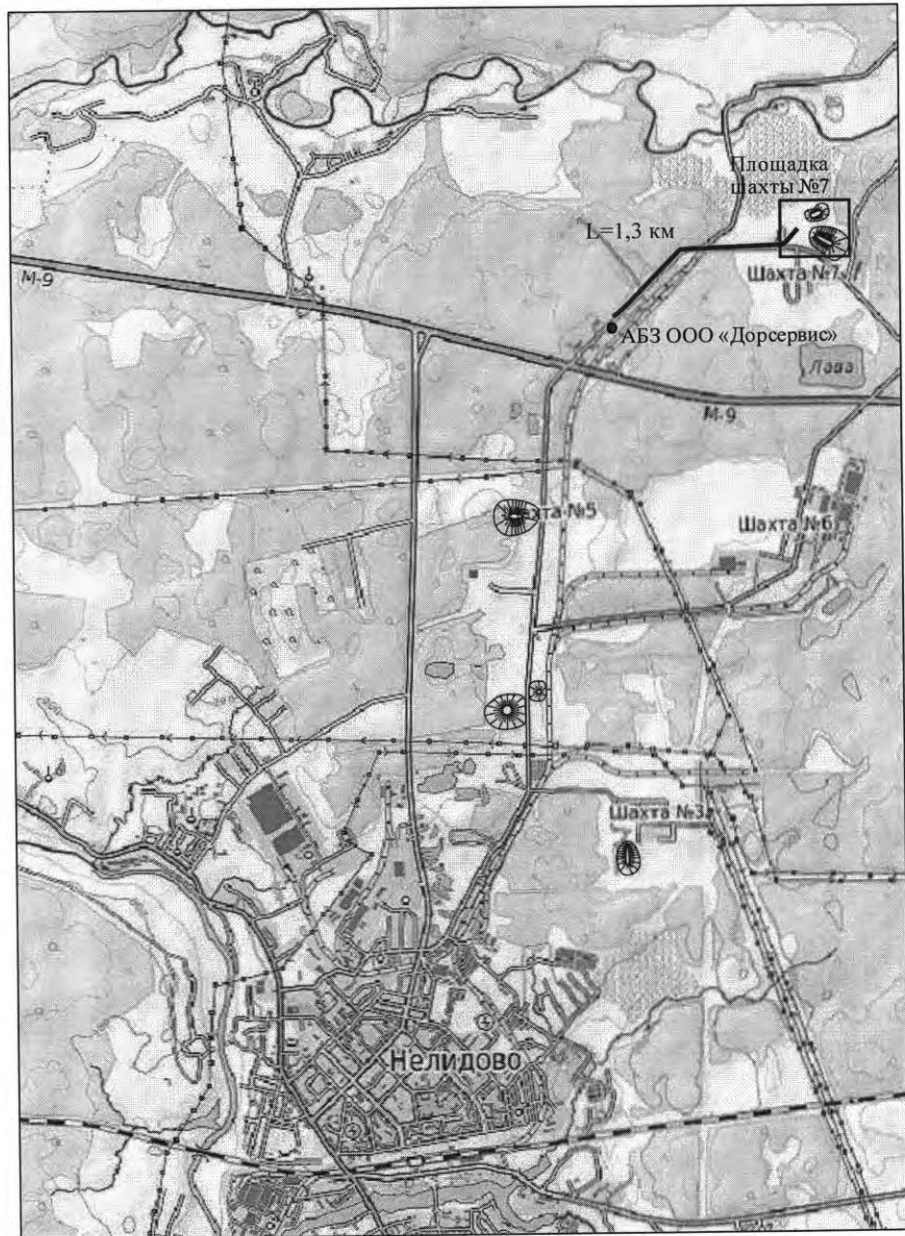 Площадка
шахты №7
L=1,3 км
Шахта №7
М-9
АБЗ ООО «Дорсервис»
Лава
М-9
Шахта №6
хта №5
Шахта №3
Нелидово